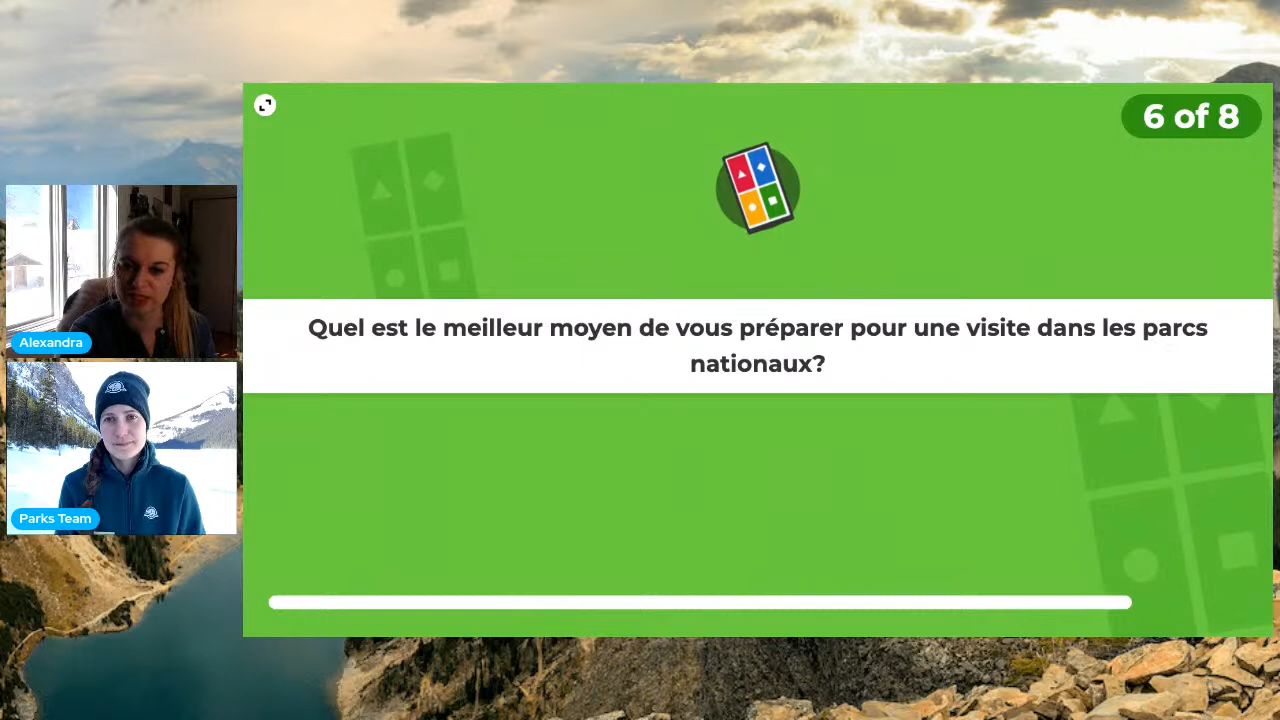 6 of 8
Quel est le meilleur moyen de vous préparer pour une visite dans les parcs
nationaux?
Alexandra
Parks Team